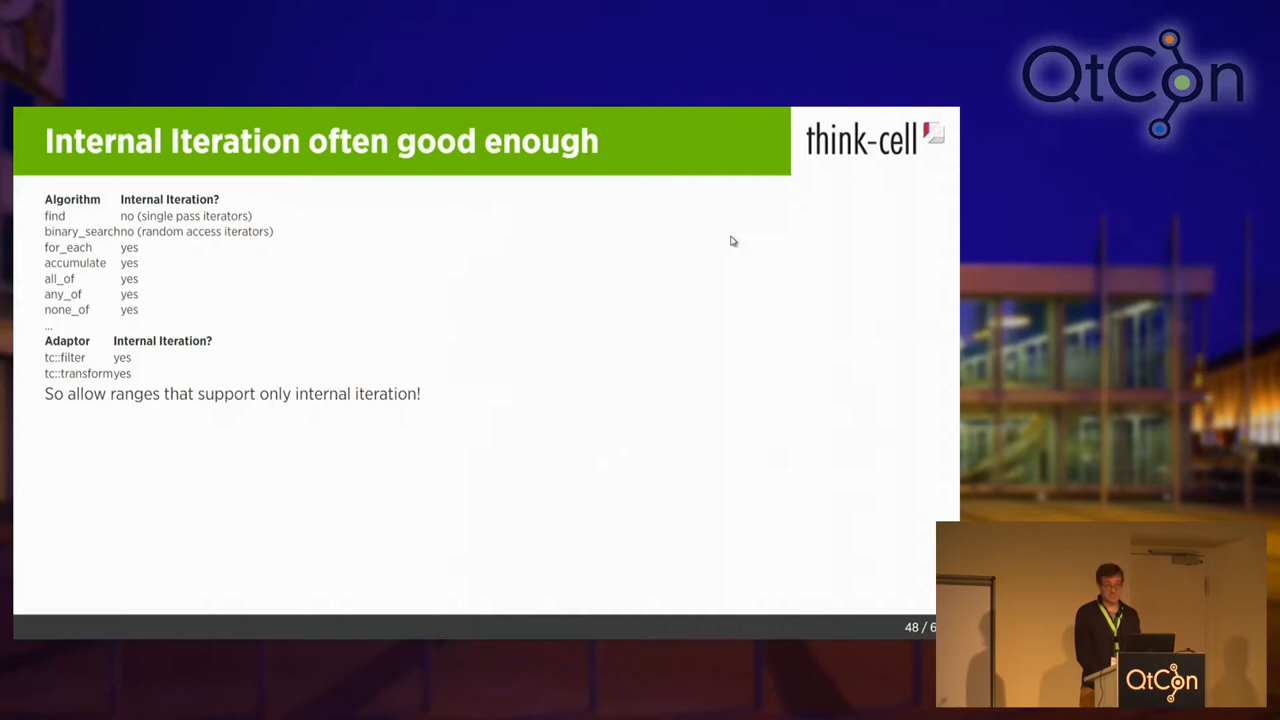 QtCon
Internal Iteration often good enough
think-cell
Algorithm Internal Iteration?
find no (single pass iterators)
binary_searchno (random access iterators)
for_each yes
accumulate yes
all_of yes
any_of yes
none_of yes
...
Adaptor Internal Iteration?
tc::filter yes
tc::transformyes
So allow ranges that support only internal iteration!
48 / 6
QtCon